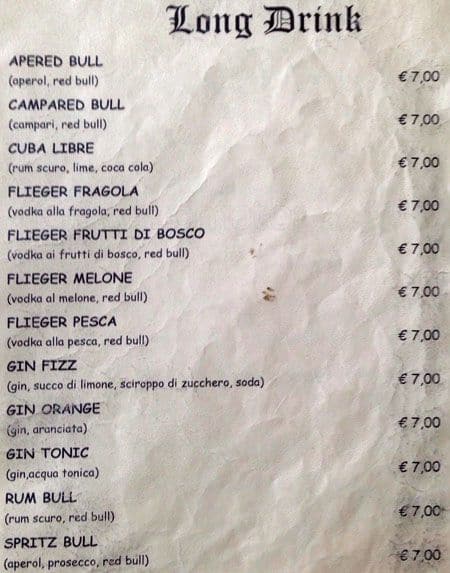 Long Drink
APERED BULL
(aperol, red bull) € 7,00
CAMPARED BULL
(campari, red bull) € 7,00
CUBA LIBRE
(rum scuro, lime, coca cola) € 7,00
FLIEGER FRAGOLA
(vodka alla fragola, red bull) € 7,00
FLIEGER FRUTTI DI BOSCO
(vodka ai frutti di bosco, red bull) € 7,00
FLIEGER MELONE
(vodka al melone, red bull) € 7,00
FLIEGER PESCA
(vodka alla pesca, red bull) € 7,00
GIN FIZZ
(gin, succo di limone, sciroppo di zucchero, soda) € 7,00
GIN ORANGE
(gin, aranciata) € 7,00
GIN TONIC
(gin,acqua tonica) € 7,00
RUM BULL
(rum scuro, red bull) € 7,00
SPRITZ BULL
(aperol, prosecco, red bull) € 7,00